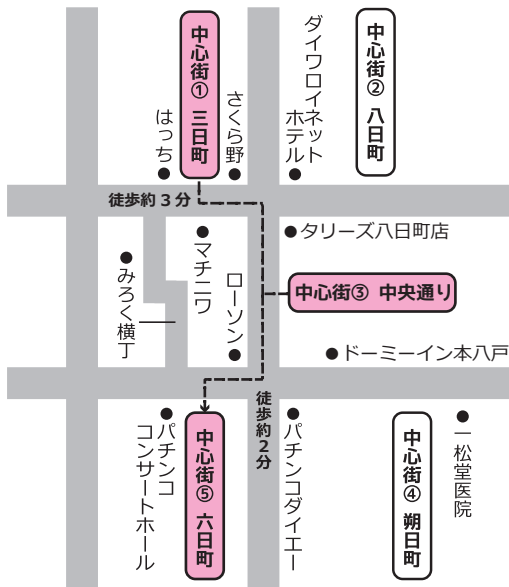 中心街① 三日町
ダイワロイネット
ホテル
中心街② 八日町
はっち
さくら野
徒歩約3分
タリーズ八日町店
マチニワ
みろく横丁
ローソン
中心街③ 中央通り
ドーミーイン本八戸
徒歩約2分
パチンコ
コンサートホール
中心街⑤ 六日町
パチンコダイエー
中心街④ 朔日町
一松堂医院